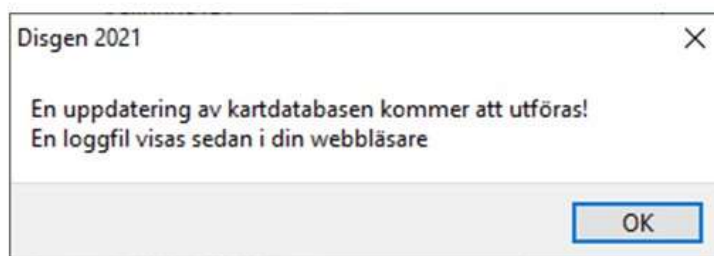 Disgen 2021
En uppdatering av kartdatabasen kommer att utföras!
En loggfil visas sedan i din webbläsare
OK